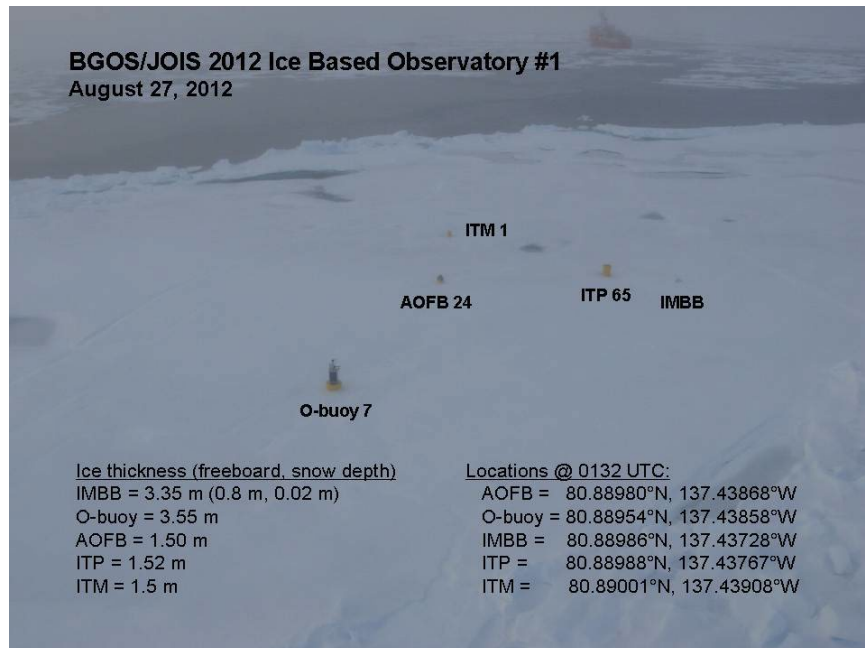 BGOS/JOIS 2012 Ice Based Observatory #1
August 27, 2012
ITM 1
AOFB 24
ITP 65
IMBB
O-buoy 7
Ice thickness (freeboard, snow depth)
IMBB = 3.35 m (0.8 m, 0.02 m)
O-buoy = 3.55 m
AOFB = 1.50 m
ITP = 1.52 m
ITM = 1.5 m
Locations @ 0132 UTC:
AOFB = 80.88980°N, 137.43868°W
O-buoy = 80.88954°N, 137.43858°W
IMBB = 80.88986°N, 137.43728°W
ITP = 80.88988°N, 137.43767°W
ITM = 80.89001°N, 137.43908°W